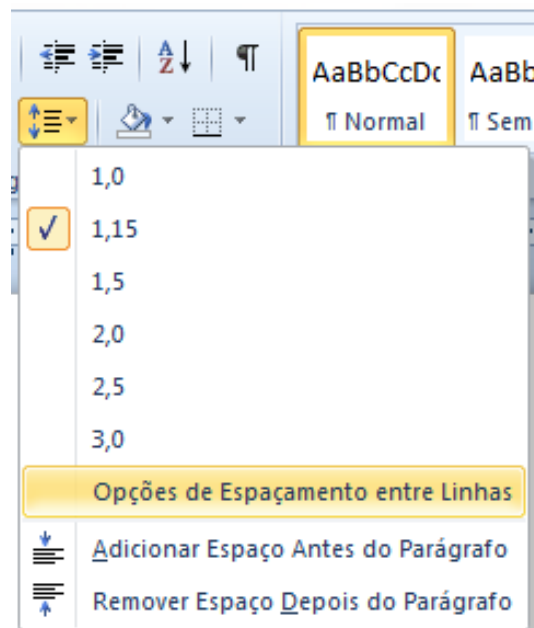 A
Z
¶
AaBbCcDc AaBb
¶ Normal ¶ Sem
1,0
1,15
1,5
2,0
2,5
3,0
Opções de Espaçamento entre Linhas
Adicionar Espaço Antes do Parágrafo
Remover Espaço Depois do Parágrafo